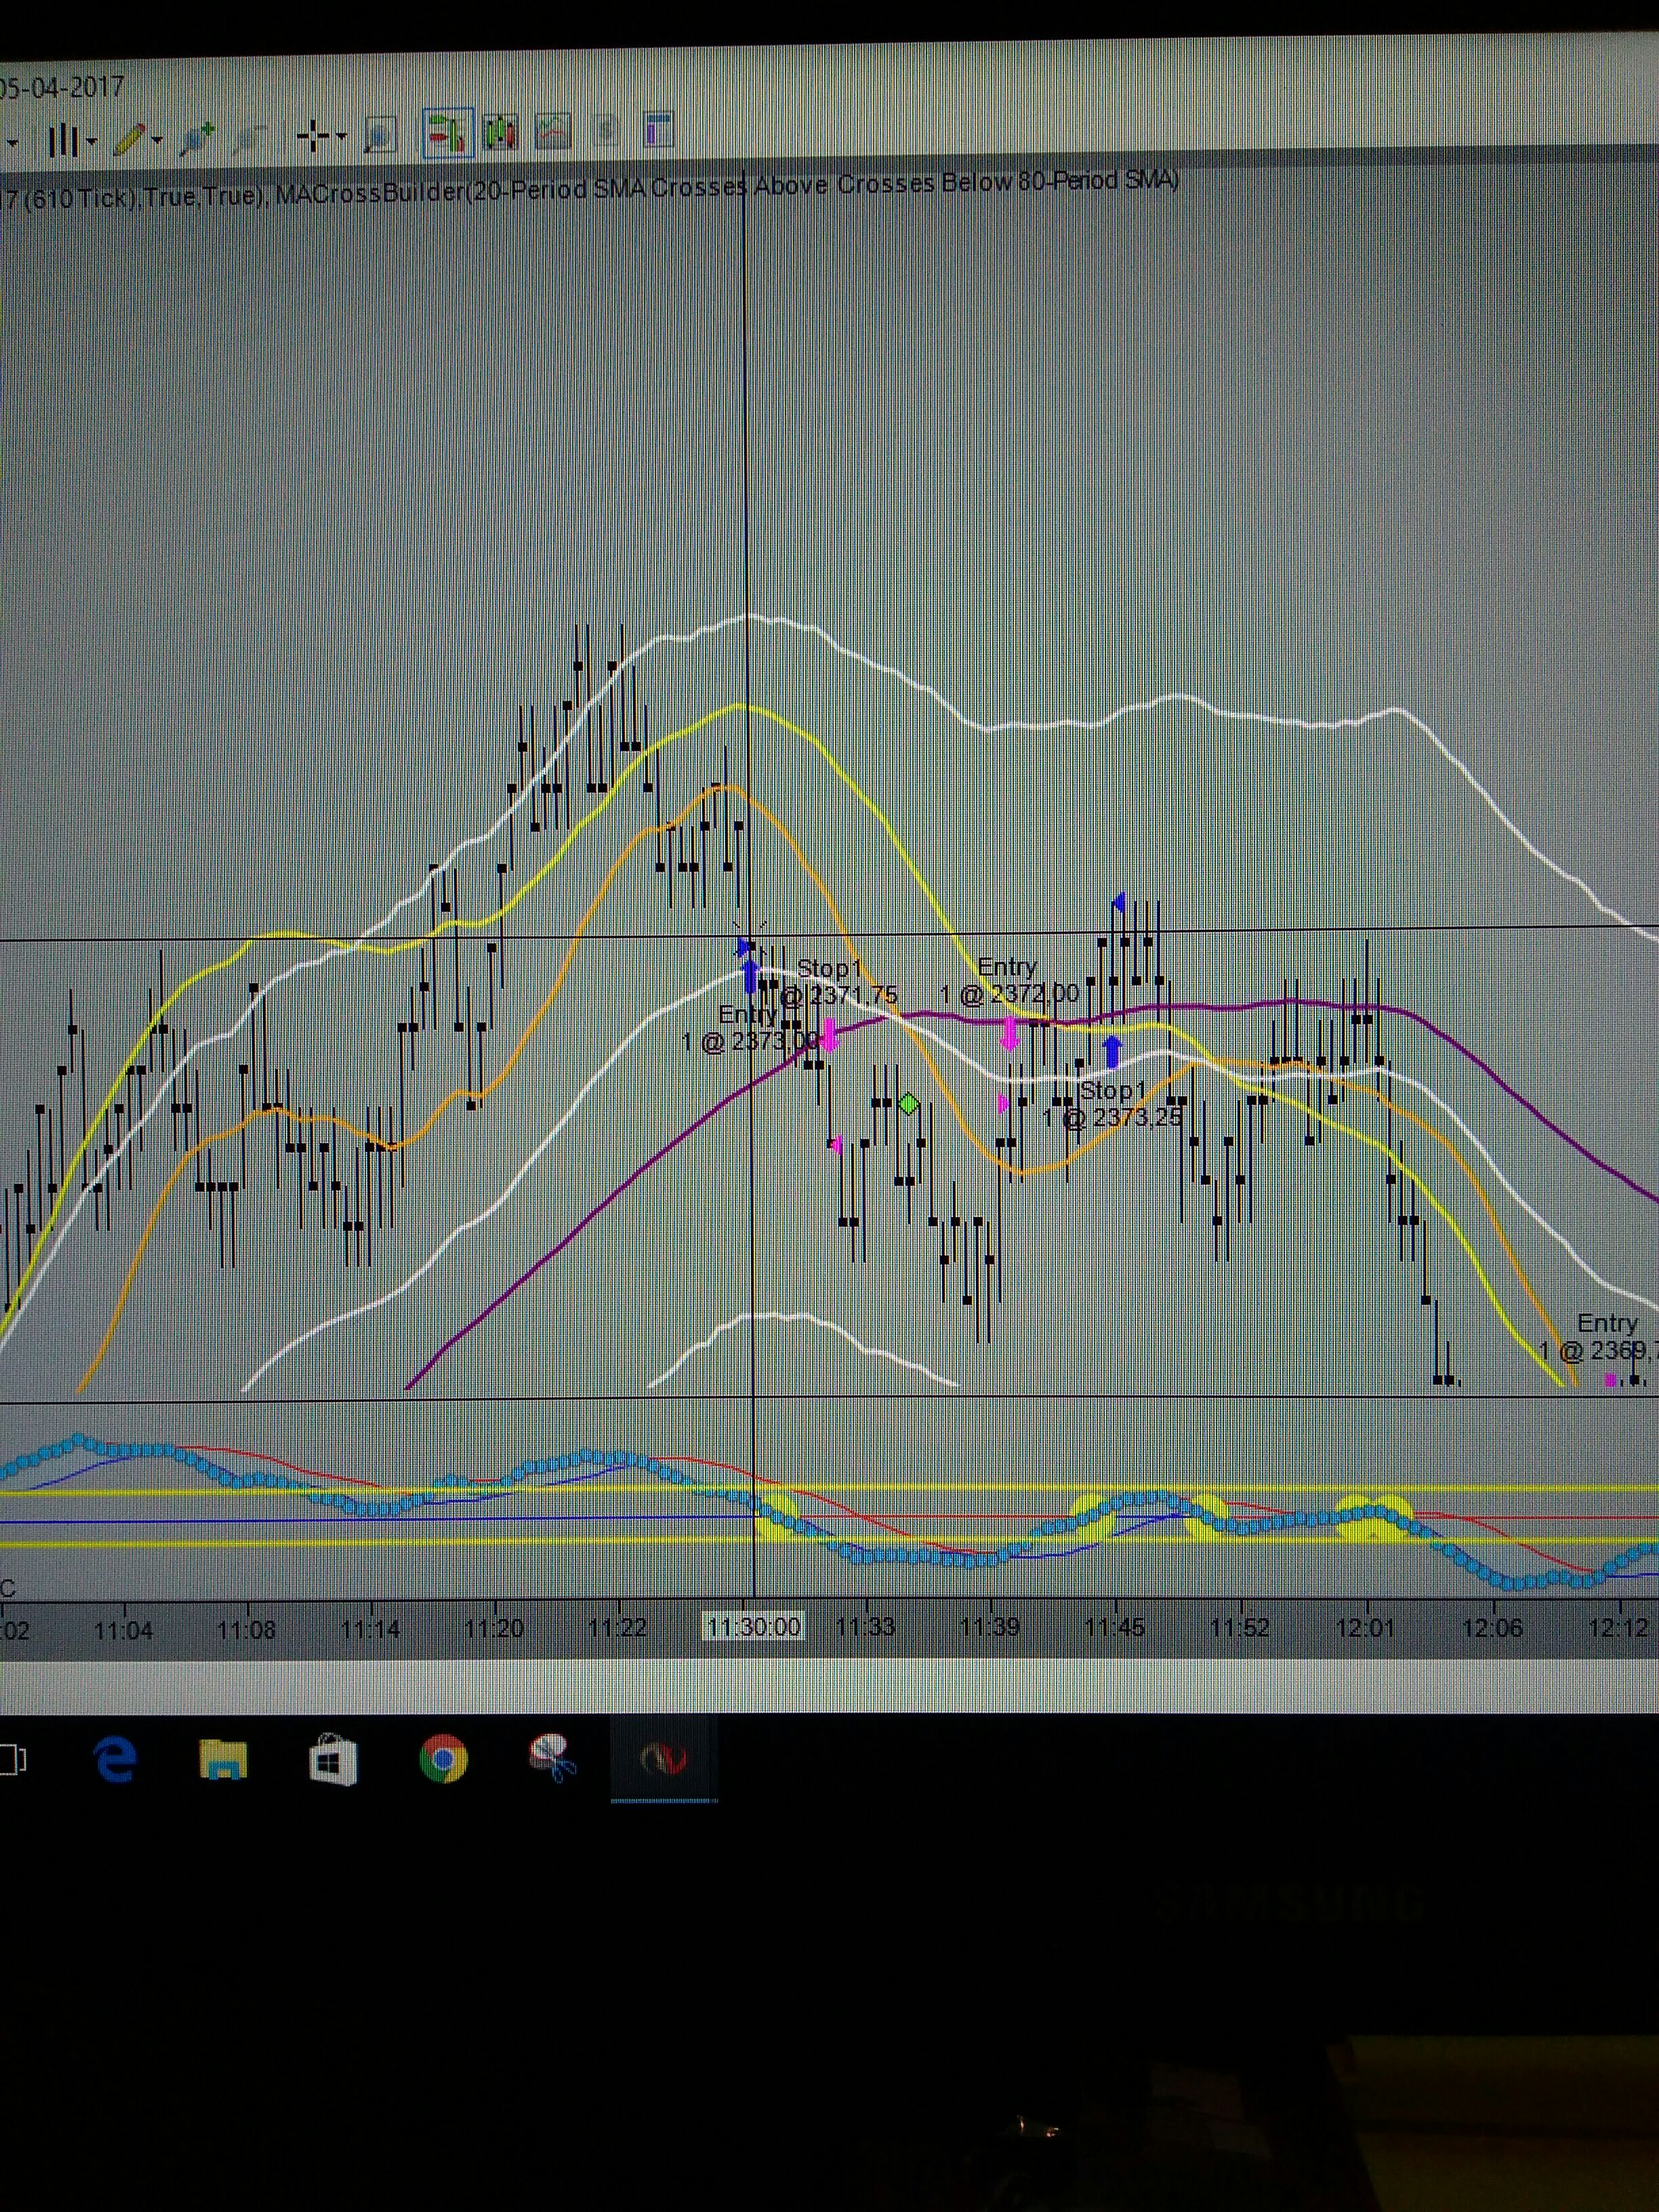 05-04-2017
17 (610 Tick),True,True), MACrossBuilder(20-Period SMA Crosses Above Crosses Below 80-Period SMA)
Stop1
1 @ 2371,75
Entry
1 @ 2372,00
Entry
1 @ 2373,00
Stop1
1 @ 2373,25
Entry
1 @ 2369,7
C
:02 11:04 11:08 11:14 11:20 11:22 11:30:00 11:33 11:39 11:45 11:52 12:01 12:06 12:12
SAMSUNG